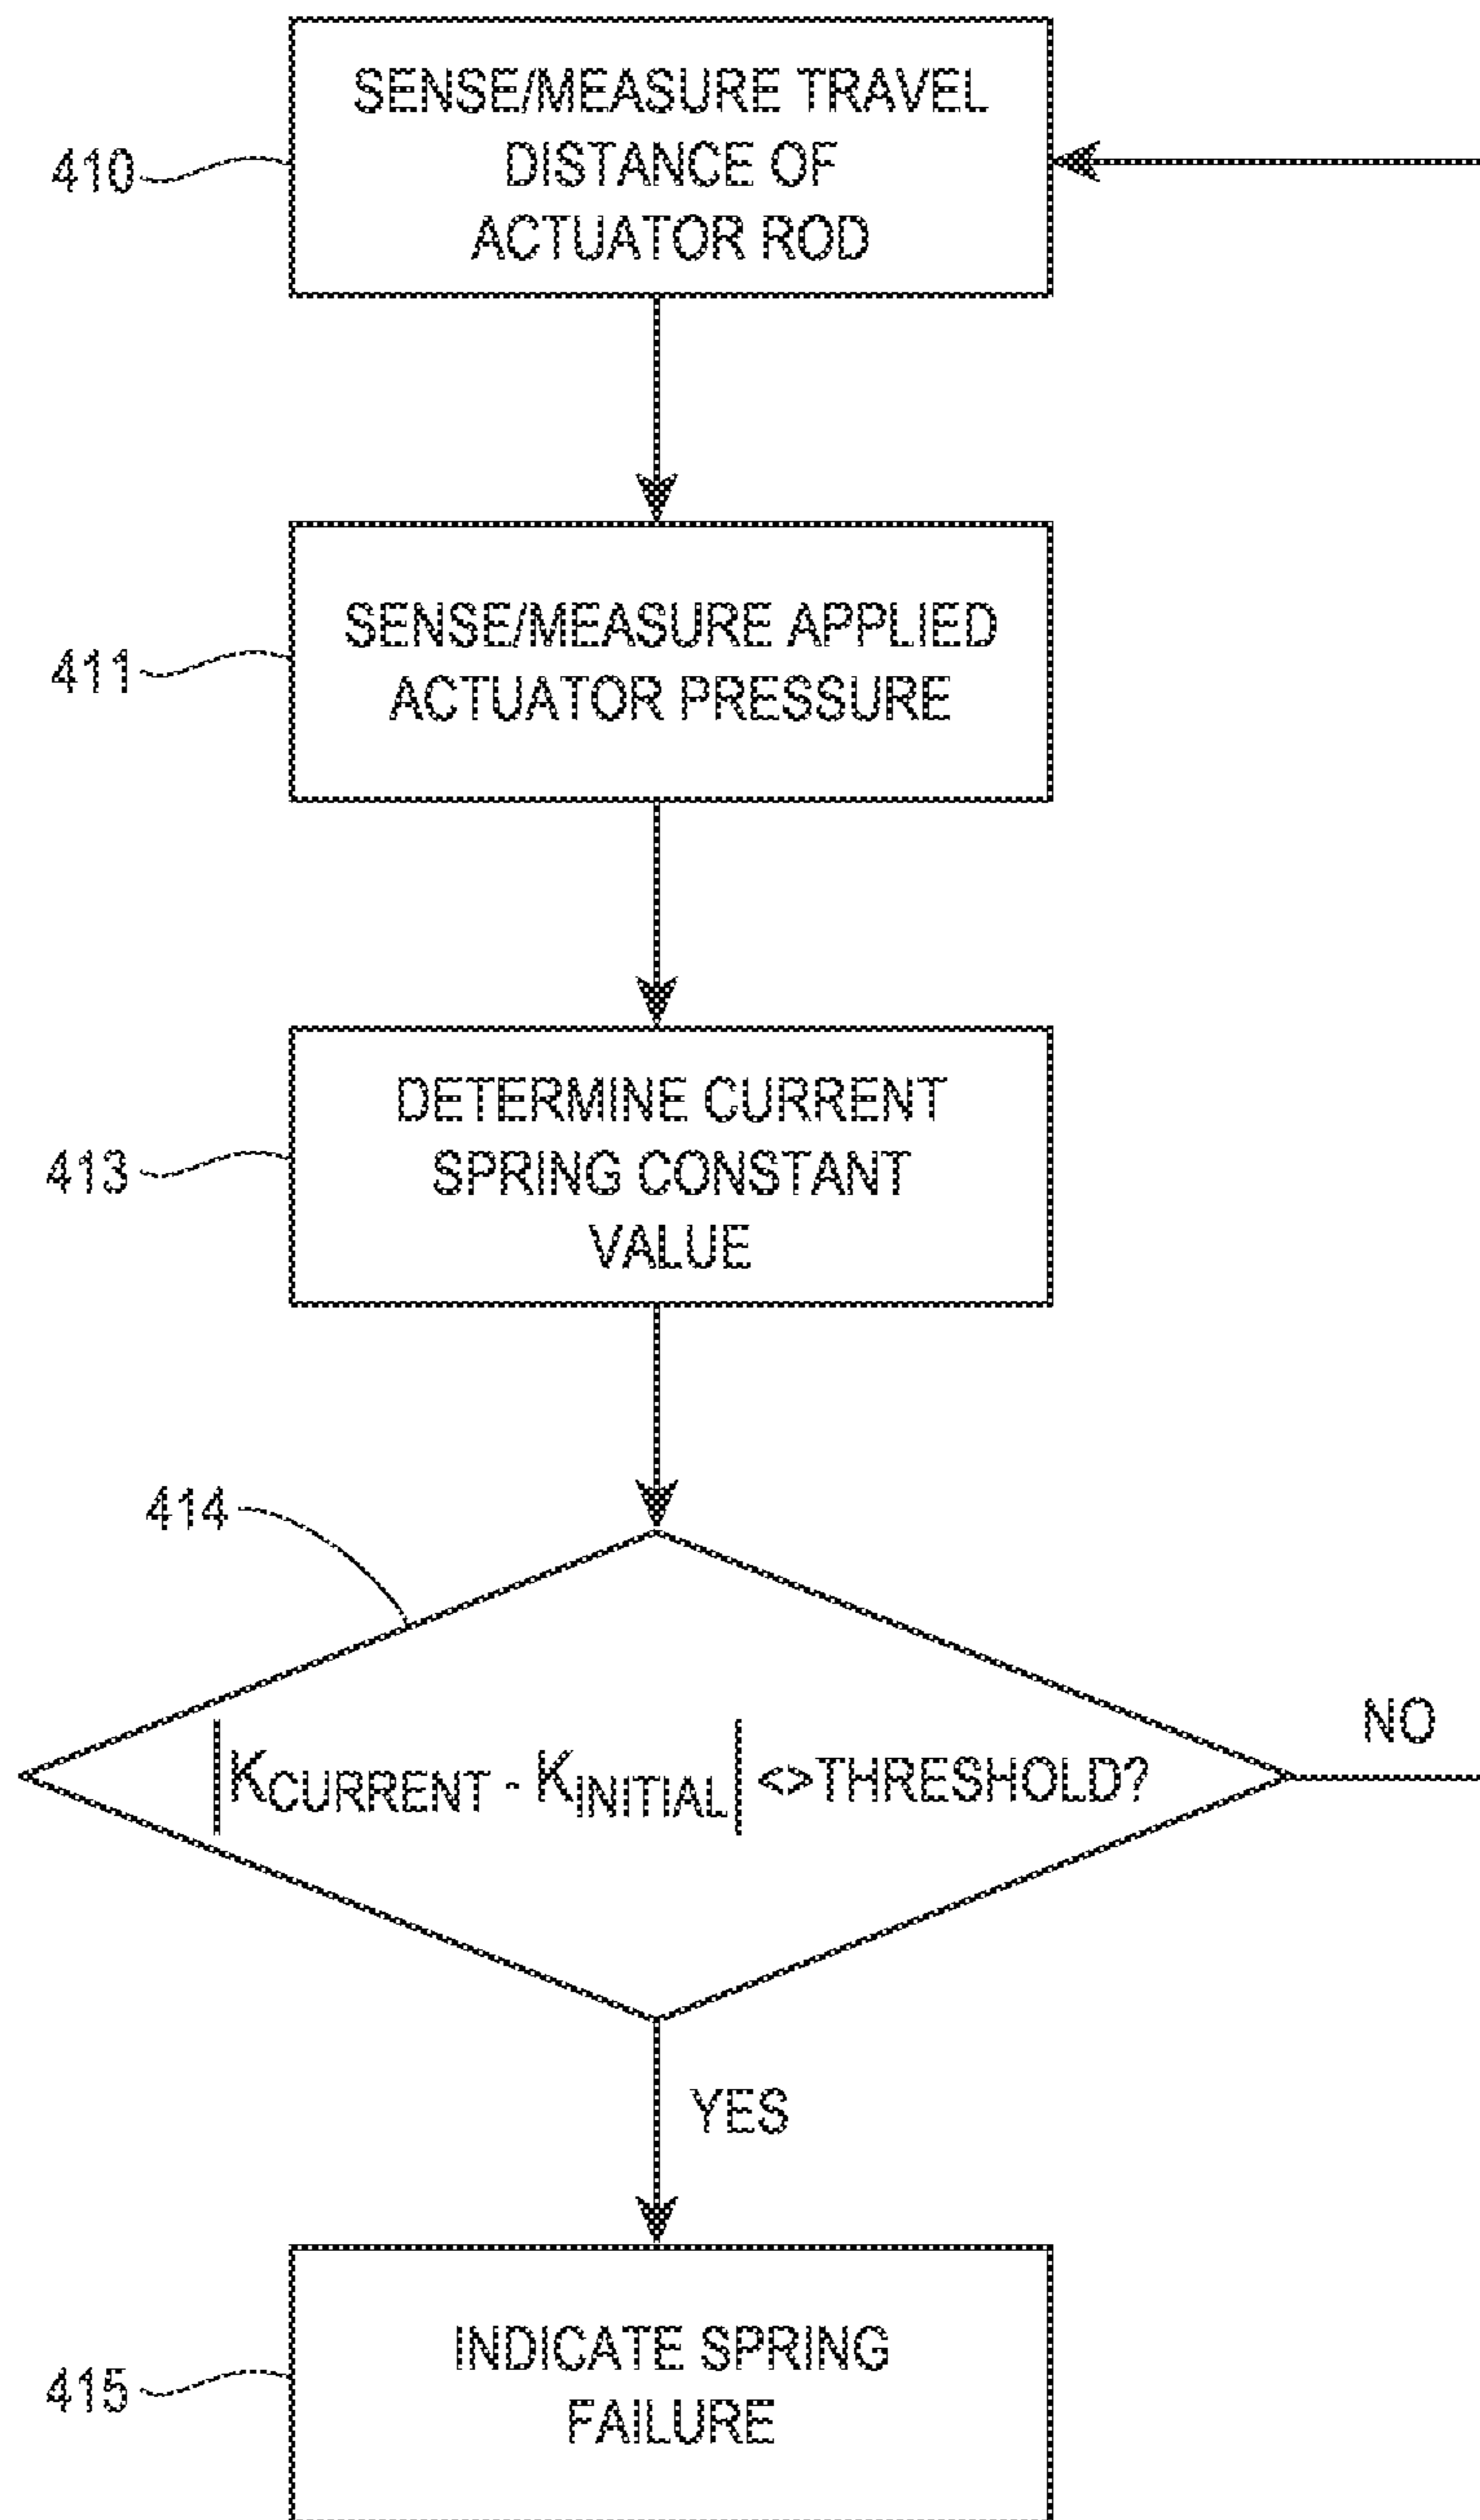 SENSE/MEASURE TRAVEL
DISTANCE OF
ACTUATOR ROD
410
SENSE/MEASURE APPLIED
ACTUATOR PRESSURE
411
DETERMINE CURRENT
SPRING CONSTANT
VALUE
413
414
|KCURRENT - KINITIAL| <>THRESHOLD?
NO
YES
INDICATE SPRING
FAILURE
415